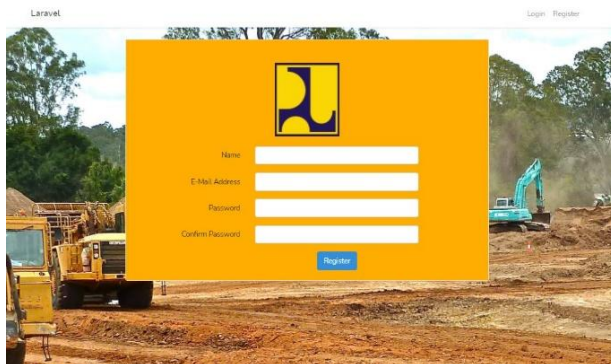 Laravel
Login Register
Name
E-Mail Address
Password
Confirm Password
Register